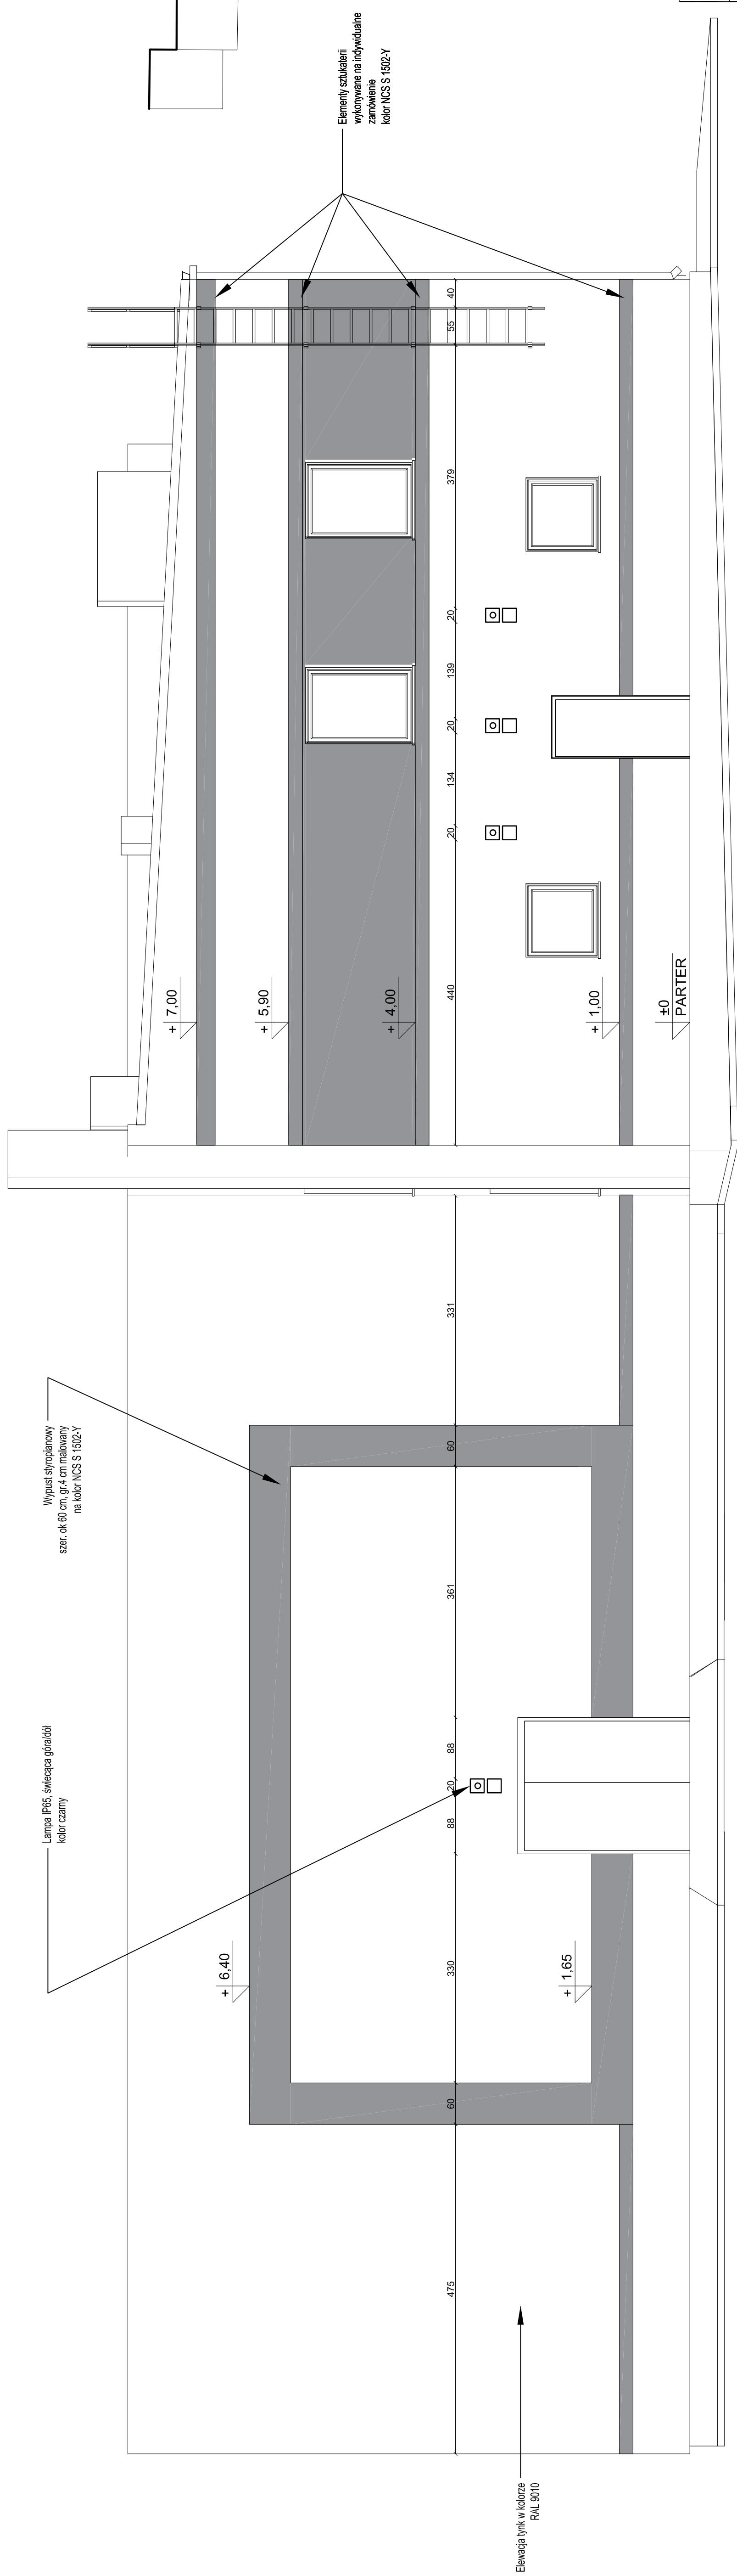 Elewacja tynk w kolorze
RAL 9010
Lampa IP65, świecąca góra/dół
kolor czarny
Wypust styropianowy
szer. ok 60 cm, gr.4 cm malowany
na kolor NCS S 1502-Y
Elementy sztukaterii
wykonywane na indywidualne
zamówienie
kolor NCS S 1502-Y
+ 6,40
+ 1,65
+ 7,00
+ 5,90
+ 4,00
+ 1,00
±0
PARTER
475
60
330
88
20
88
361
60
331
440
20
134
20
139
20
379
55
40